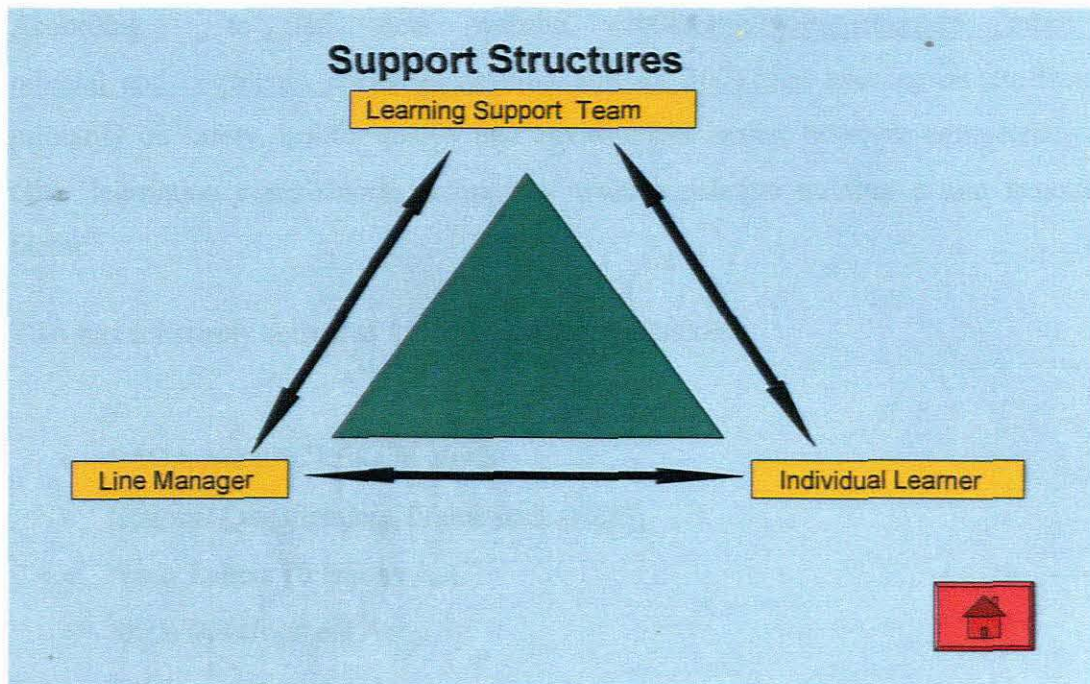 Support Structures
Learning Support Team
Line Manager
Individual Learner